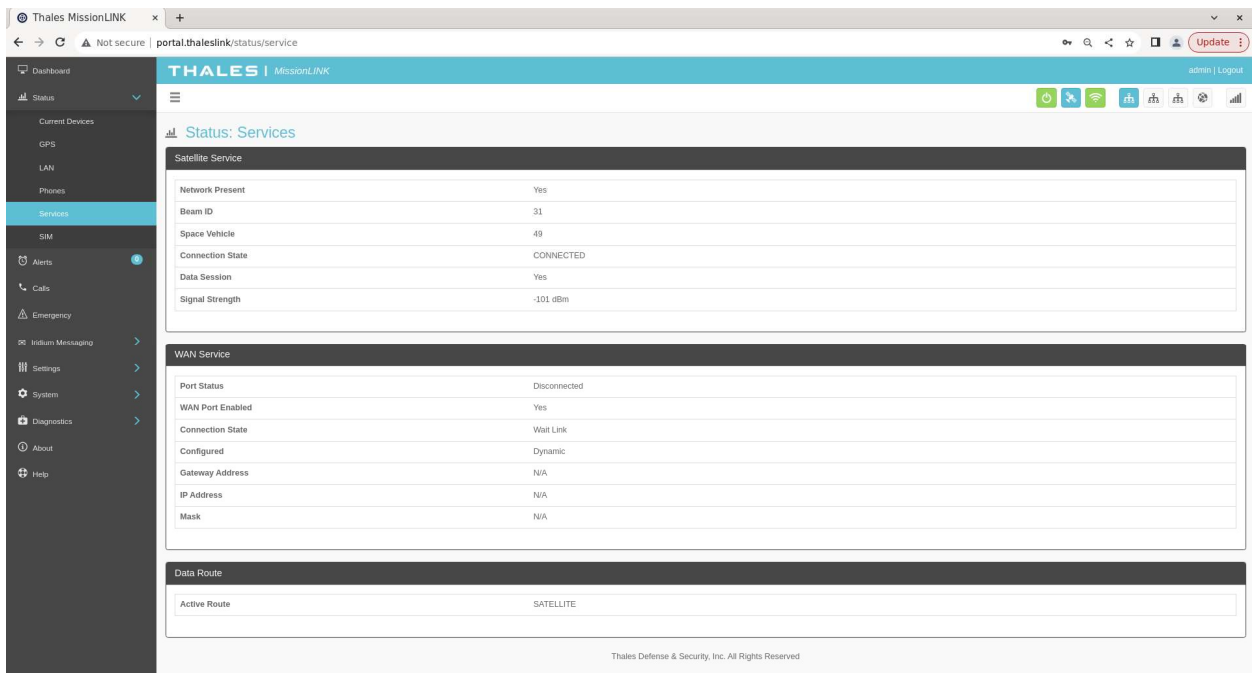 Thales MissionLINK
Not secure | portal.thaleslink/status/service
Update
Dashboard
THALES | MissionLINK
admin | Logout
Status
Current Devices
GPS
LAN
Phones
Services
SIM
Alerts 0
Calls
Emergency
Iridium Messaging
Settings
System
Diagnostics
About
Help
Status: Services
Satellite Service
Network Present Yes
Beam ID 31
Space Vehicle 49
Connection State CONNECTED
Data Session Yes
Signal Strength -101 dBm
WAN Service
Port Status Disconnected
WAN Port Enabled Yes
Connection State Wait Link
Configured Dynamic
Gateway Address N/A
IP Address N/A
Mask N/A
Data Route
Active Route SATELLITE
Thales Defense & Security, Inc. All Rights Reserved